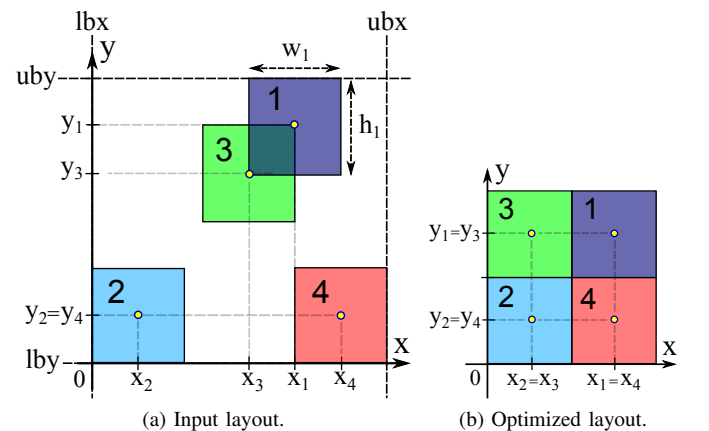 lbx
ubx
y
w₁
uby
1
h₁
y₁
3
y₃
2
4
y₂=y₄
lby
x
0
x₂
x₃
x₁
x₄
(a) Input layout.
y
3
1
y₁=y₃
2
4
y₂=y₄
x
0
x₂=x₃
x₁=x₄
(b) Optimized layout.